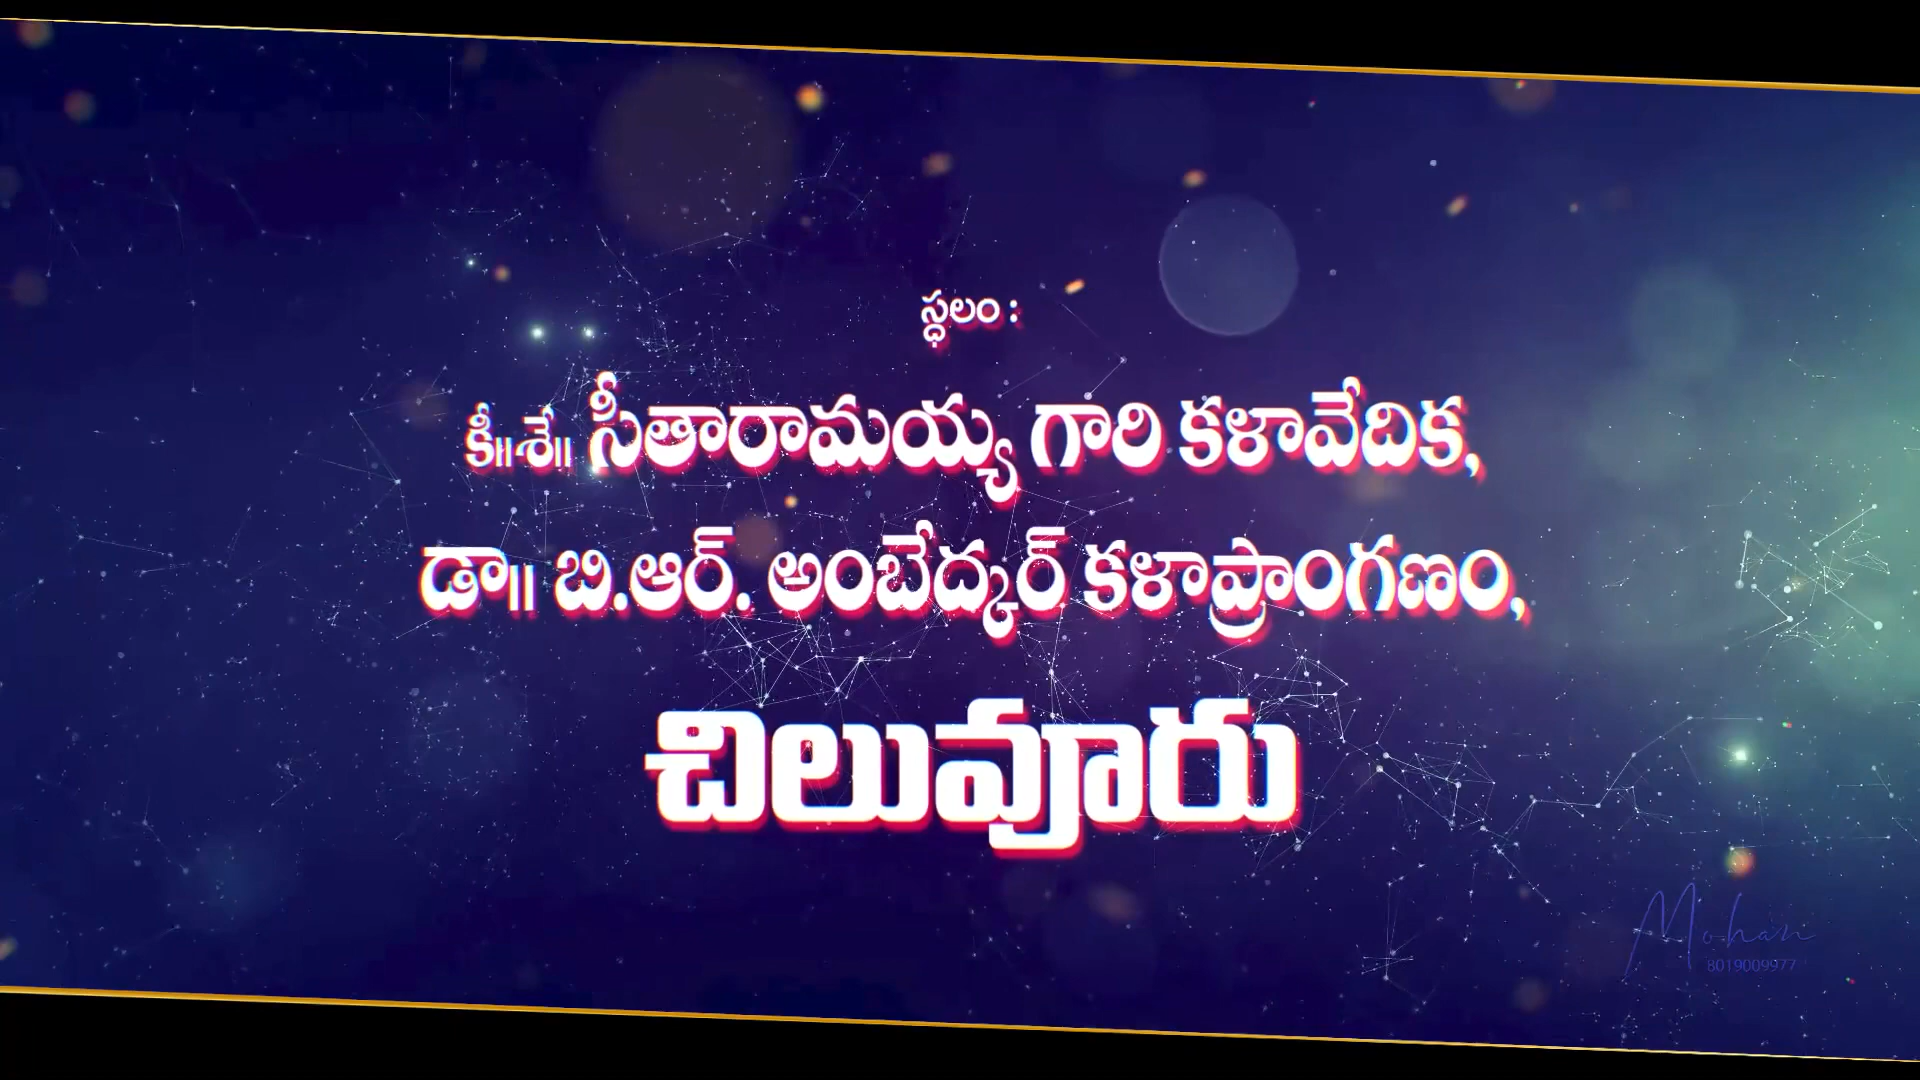 స్థలం :
కీ॥శే॥ సీతారామయ్య గారి కళావేదిక,
డా॥ బి.ఆర్. అంబేద్కర్ కళాప్రాంగణం,
చిలువూరు
Mohan
8019009977